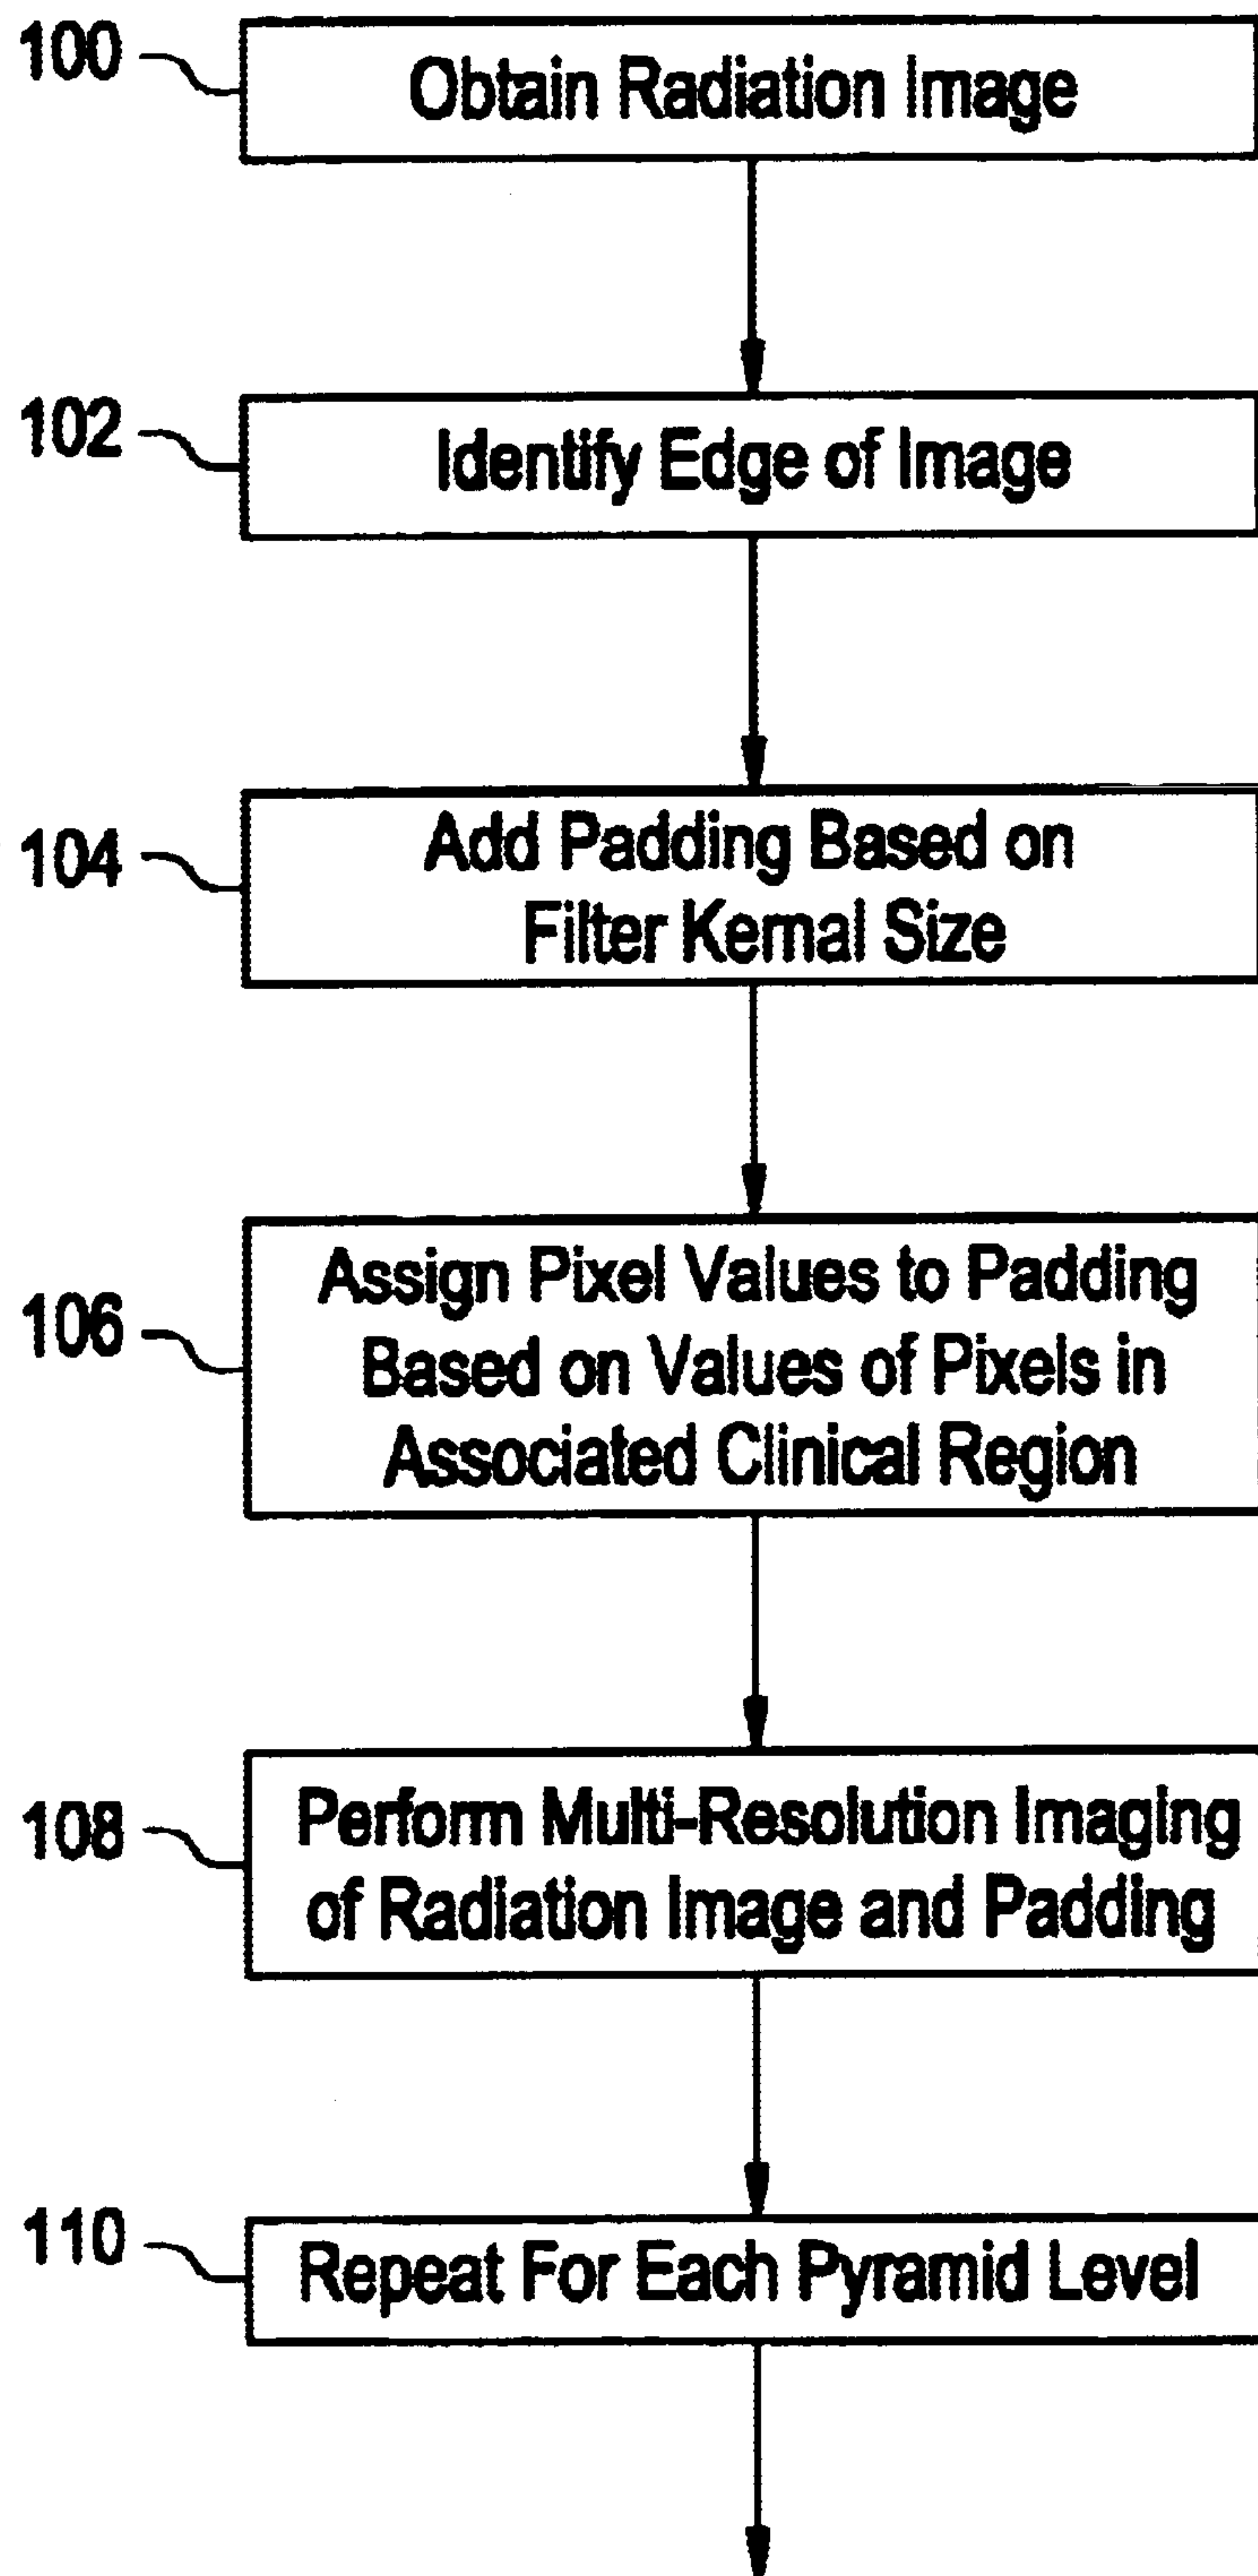 100
Obtain Radiation Image
102
Identify Edge of Image
104
Add Padding Based on
Filter Kernal Size
106
Assign Pixel Values to Padding
Based on Values of Pixels in
Associated Clinical Region
108
Perform Multi-Resolution Imaging
of Radiation Image and Padding
110
Repeat For Each Pyramid Level